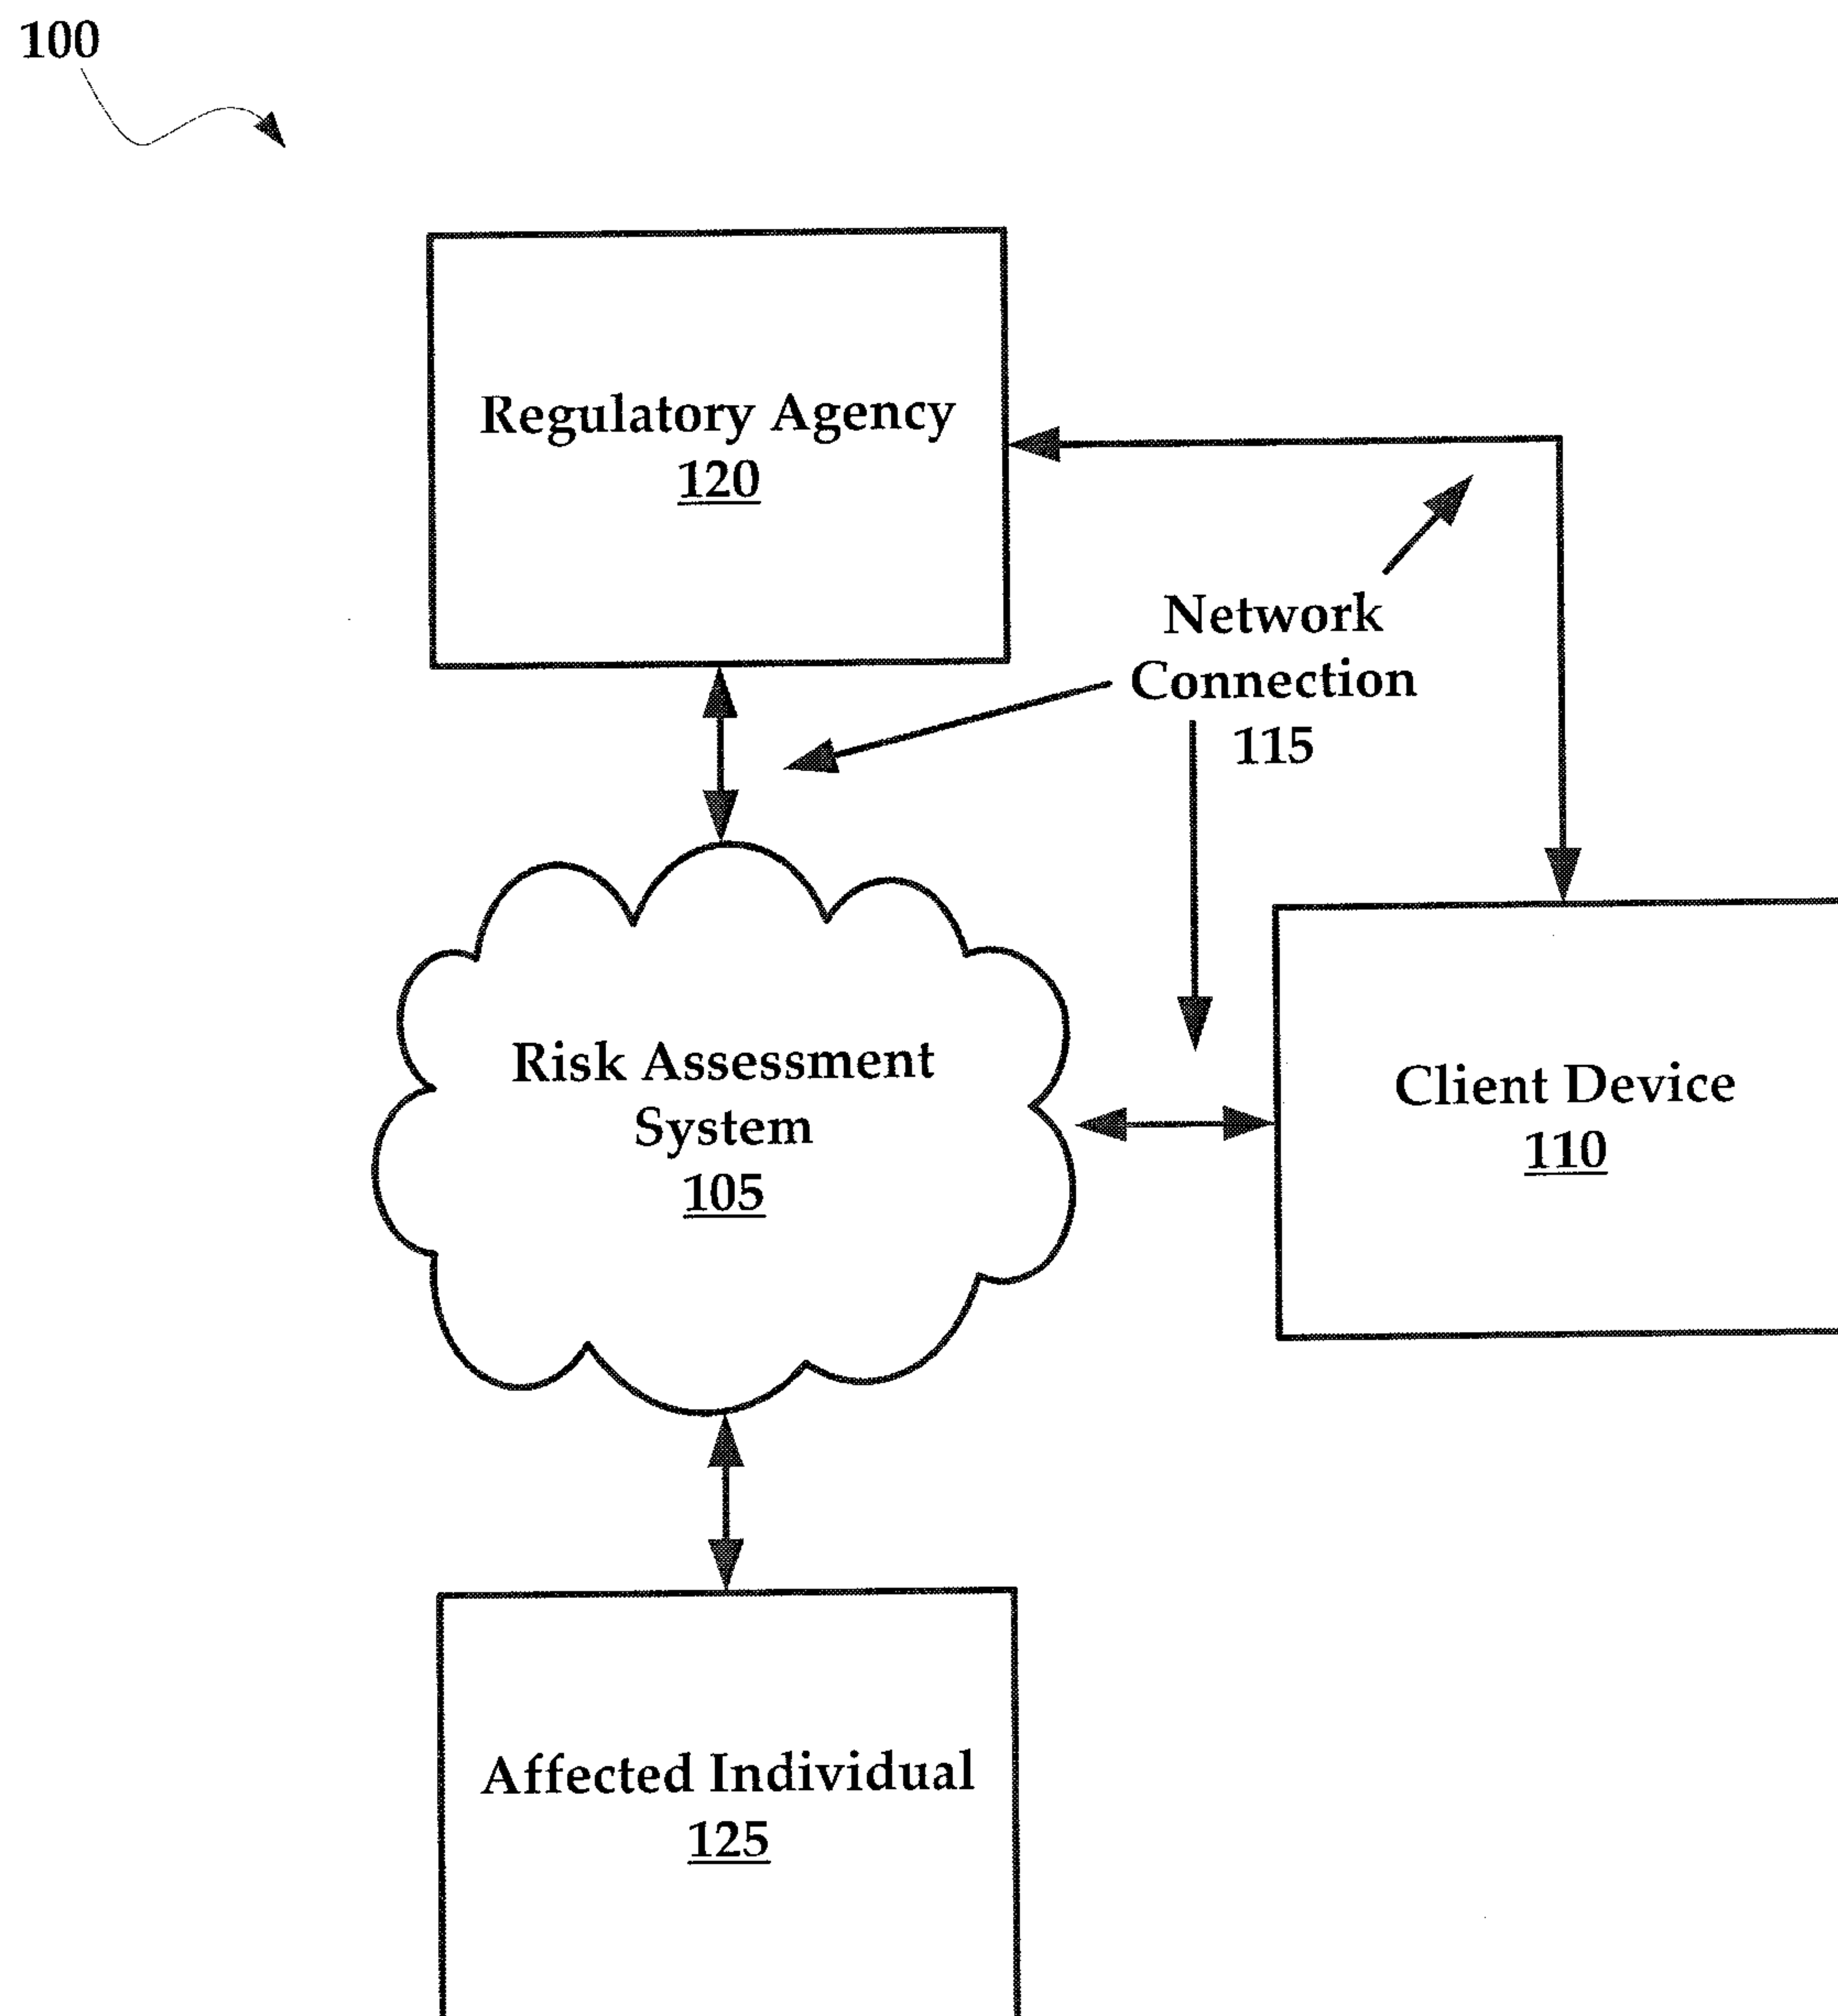 100
Regulatory Agency
120
Network
Connection
115
Risk Assessment
System
105
Client Device
110
Affected Individual
125